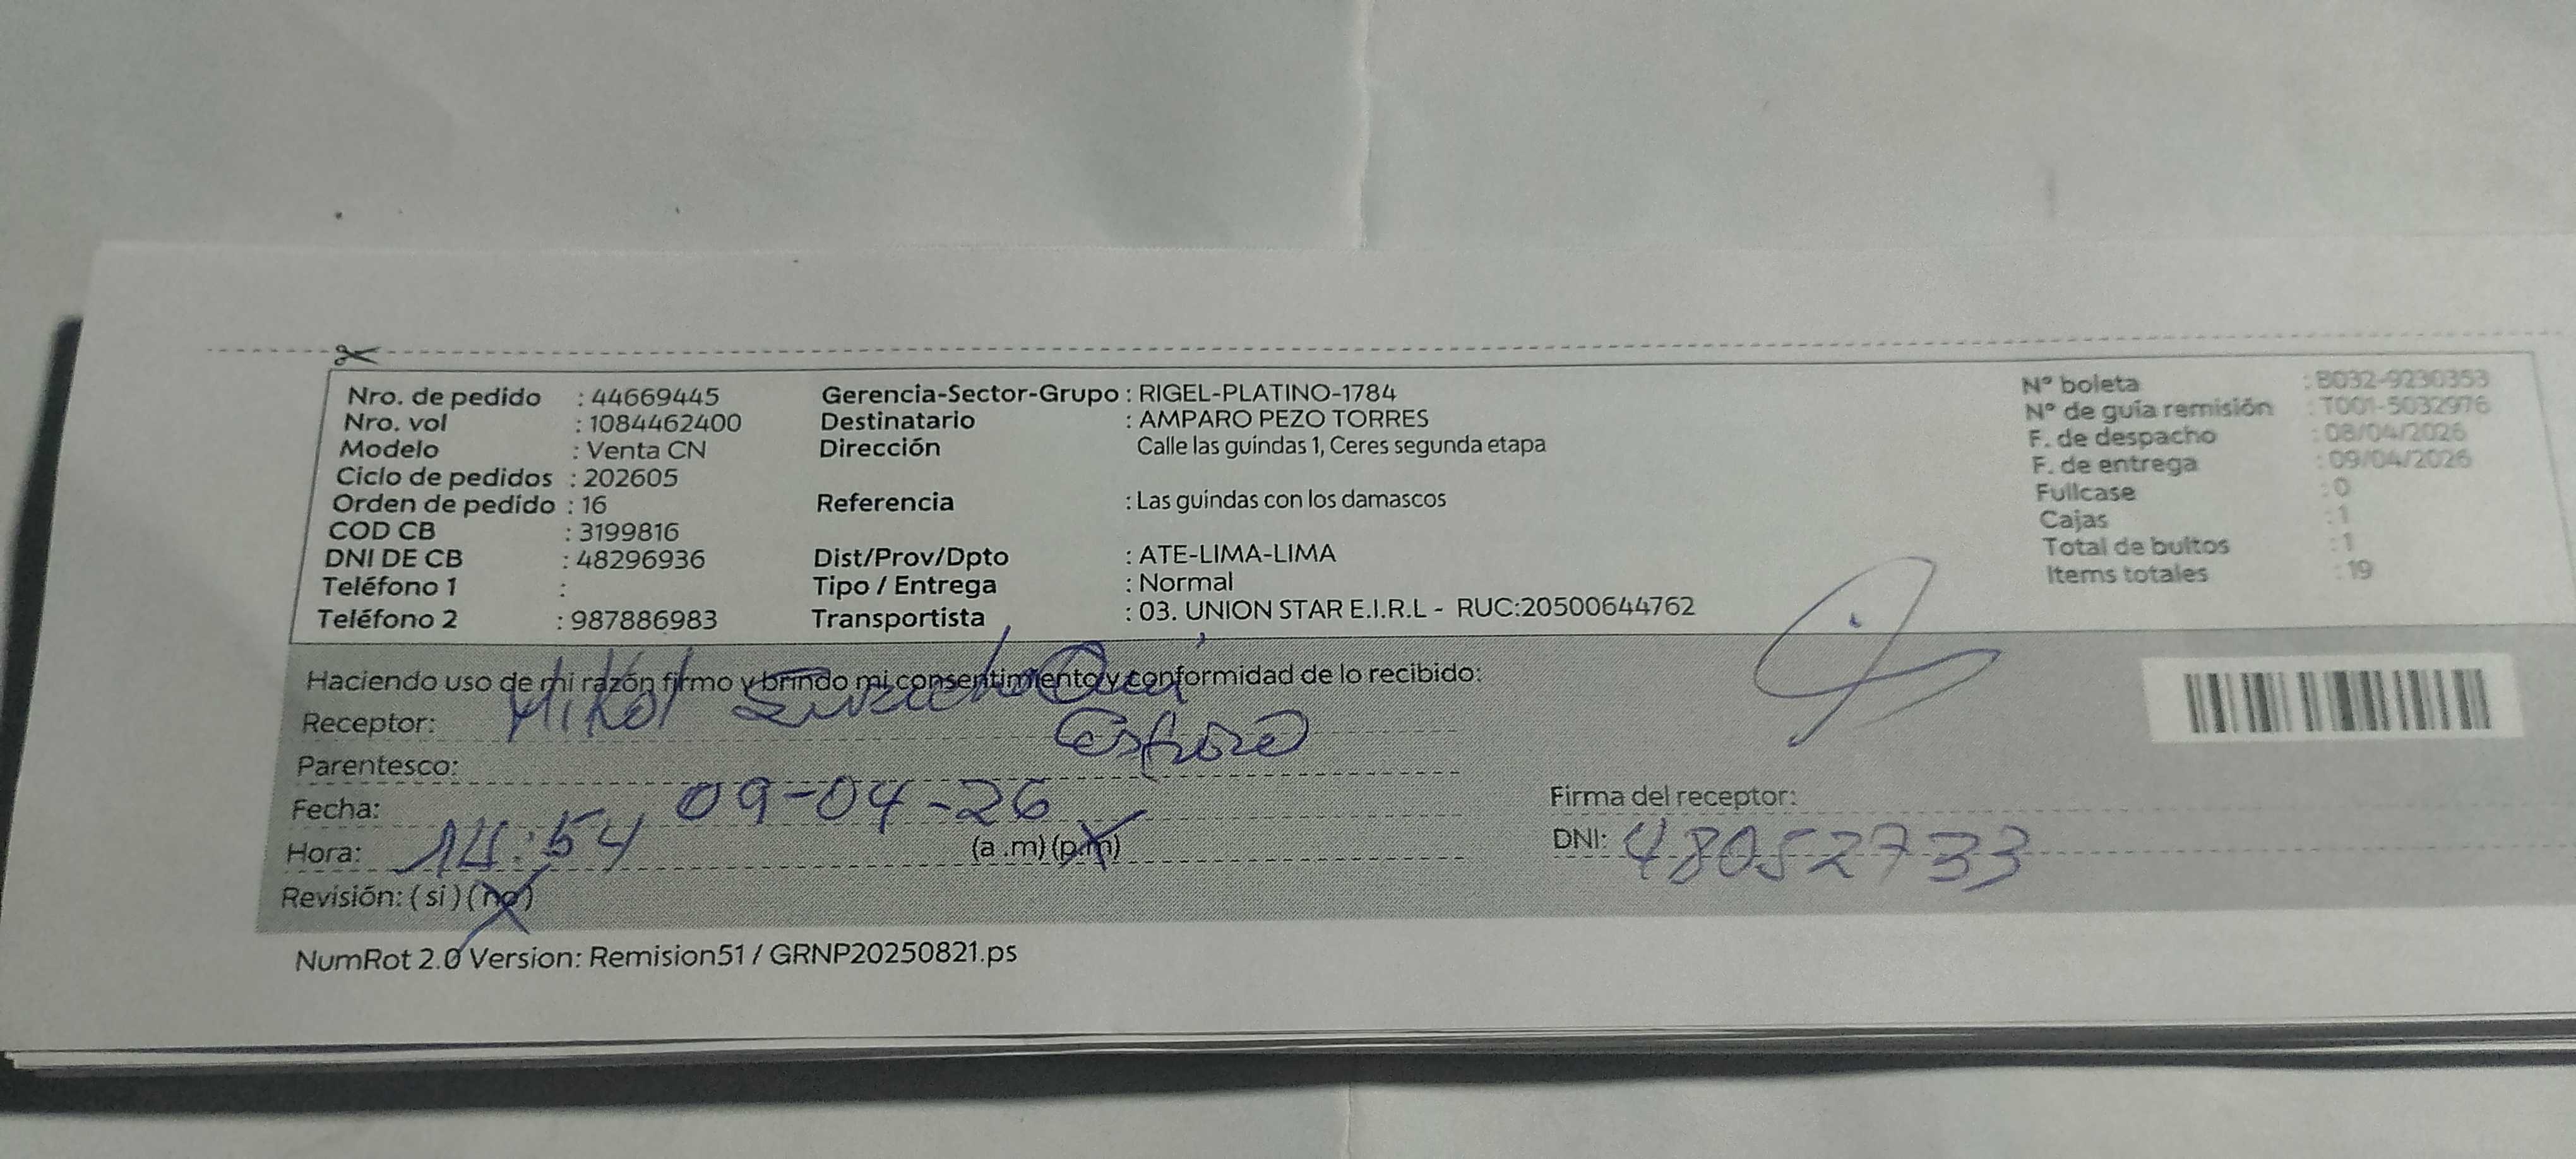 Nro. de pedido : 44669445
Nro. vol : 1084462400
Modelo : Venta CN
Ciclo de pedidos : 202605
Orden de pedido : 16
COD CB : 3199816
DNI DE CB : 48296936
Teléfono 1 :
Teléfono 2 : 987886983
Gerencia-Sector-Grupo : RIGEL-PLATINO-1784
Destinatario : AMPARO PEZO TORRES
Dirección Calle las guindas 1, Ceres segunda etapa
Referencia : Las guindas con los damascos
Dist/Prov/Dpto : ATE-LIMA-LIMA
Tipo / Entrega : Normal
Transportista : 03. UNION STAR E.I.R.L - RUC:20500644762
N° boleta : B032-9230353
N° de guía remisión : T001-5032976
F. de despacho : 08/04/2026
F. de entrega : 09/04/2026
Fullcase : 0
Cajas : 1
Total de bultos : 1
Items totales : 19
Haciendo uso de mi razón firmo y brindo mi consentimiento y conformidad de lo recibido:
Receptor:
Parentesco:
Fecha: 09-04-26
Hora: 14:54 (a .m) (p.m)
Revisión: ( si ) ( no )
Firma del receptor:
DNI: 48052733
NumRot 2.0 Version: Remision51 / GRNP20250821.ps